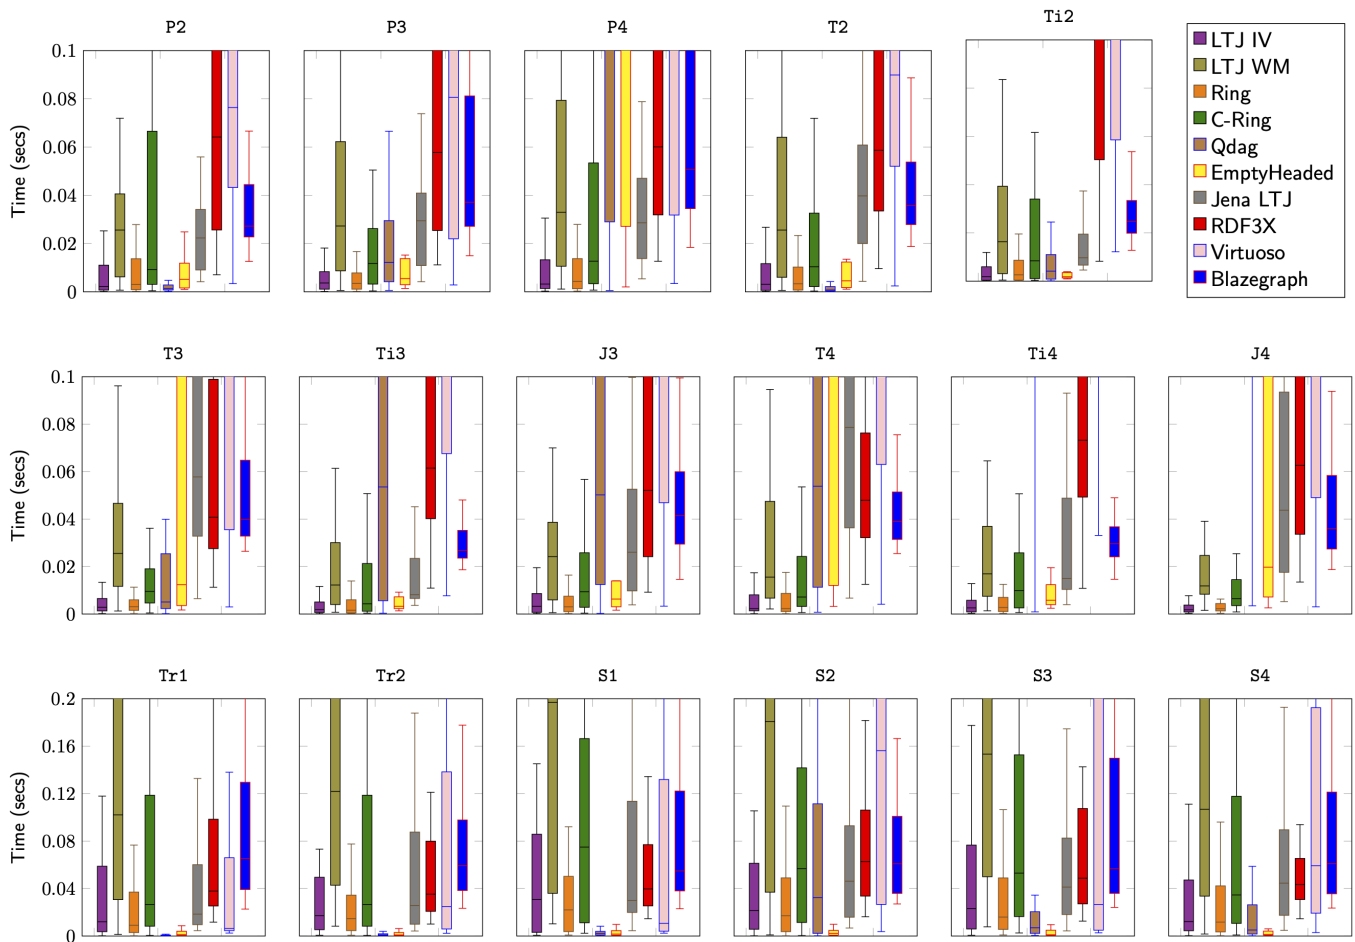 P2 P3 P4 T2 Ti2
0.1
0.08
0.06
0.04
0.02
0
Time (secs)
LTJ IV
LTJ WM
Ring
C-Ring
Qdag
EmptyHeaded
Jena LTJ
RDF3X
Virtuoso
Blazegraph
T3 Ti3 J3 T4 Ti4 J4
0.1
0.08
0.06
0.04
0.02
0
Time (secs)
Tr1 Tr2 S1 S2 S3 S4
0.2
0.16
0.12
0.08
0.04
0
Time (secs)